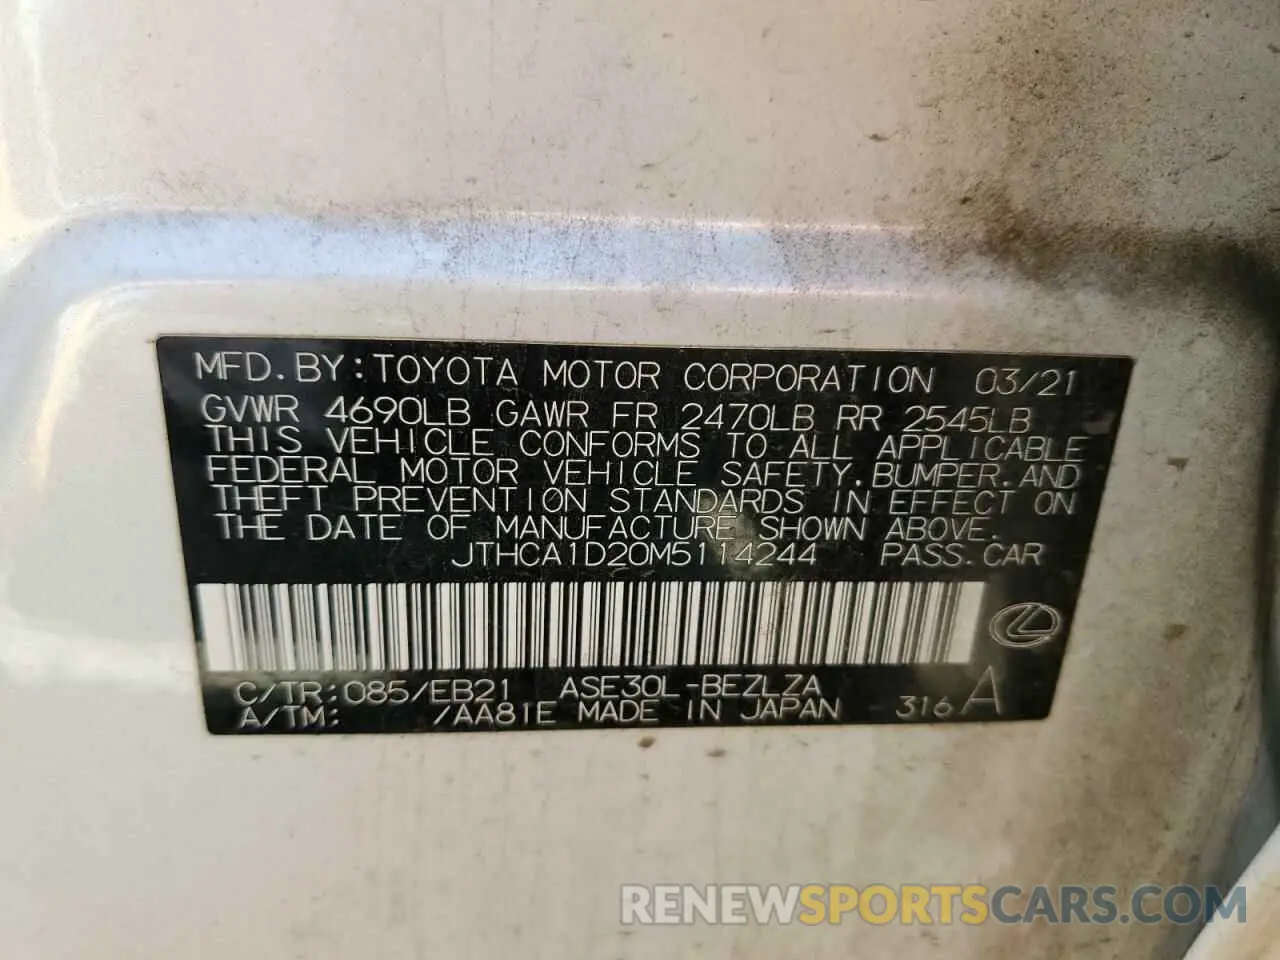 MFD.BY:TOYOTA MOTOR CORPORATION 03/21
GVWR 4690LB GAWR FR 2470LB RR 2545LB
THIS VEHICLE CONFORMS TO ALL APPLICABLE
FEDERAL MOTOR VEHICLE SAFETY.BUMPER.AND
THEFT PREVENTION STANDARDS IN EFFECT ON
THE DATE OF MANUFACTURE SHOWN ABOVE.
JTHCA1D20M5114244 PASS.CAR
C/TR:085/EB21 ASE30L-BEZLZA
A/TM: /AA81E MADE IN JAPAN 316 A
RENEWSPORTSCARS.COM